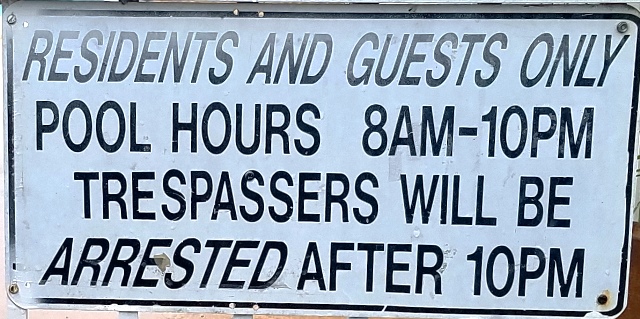 RESIDENTS AND GUESTS ONLY
POOL HOURS 8AM-10PM
TRESPASSERS WILL BE
ARRESTED AFTER 10PM